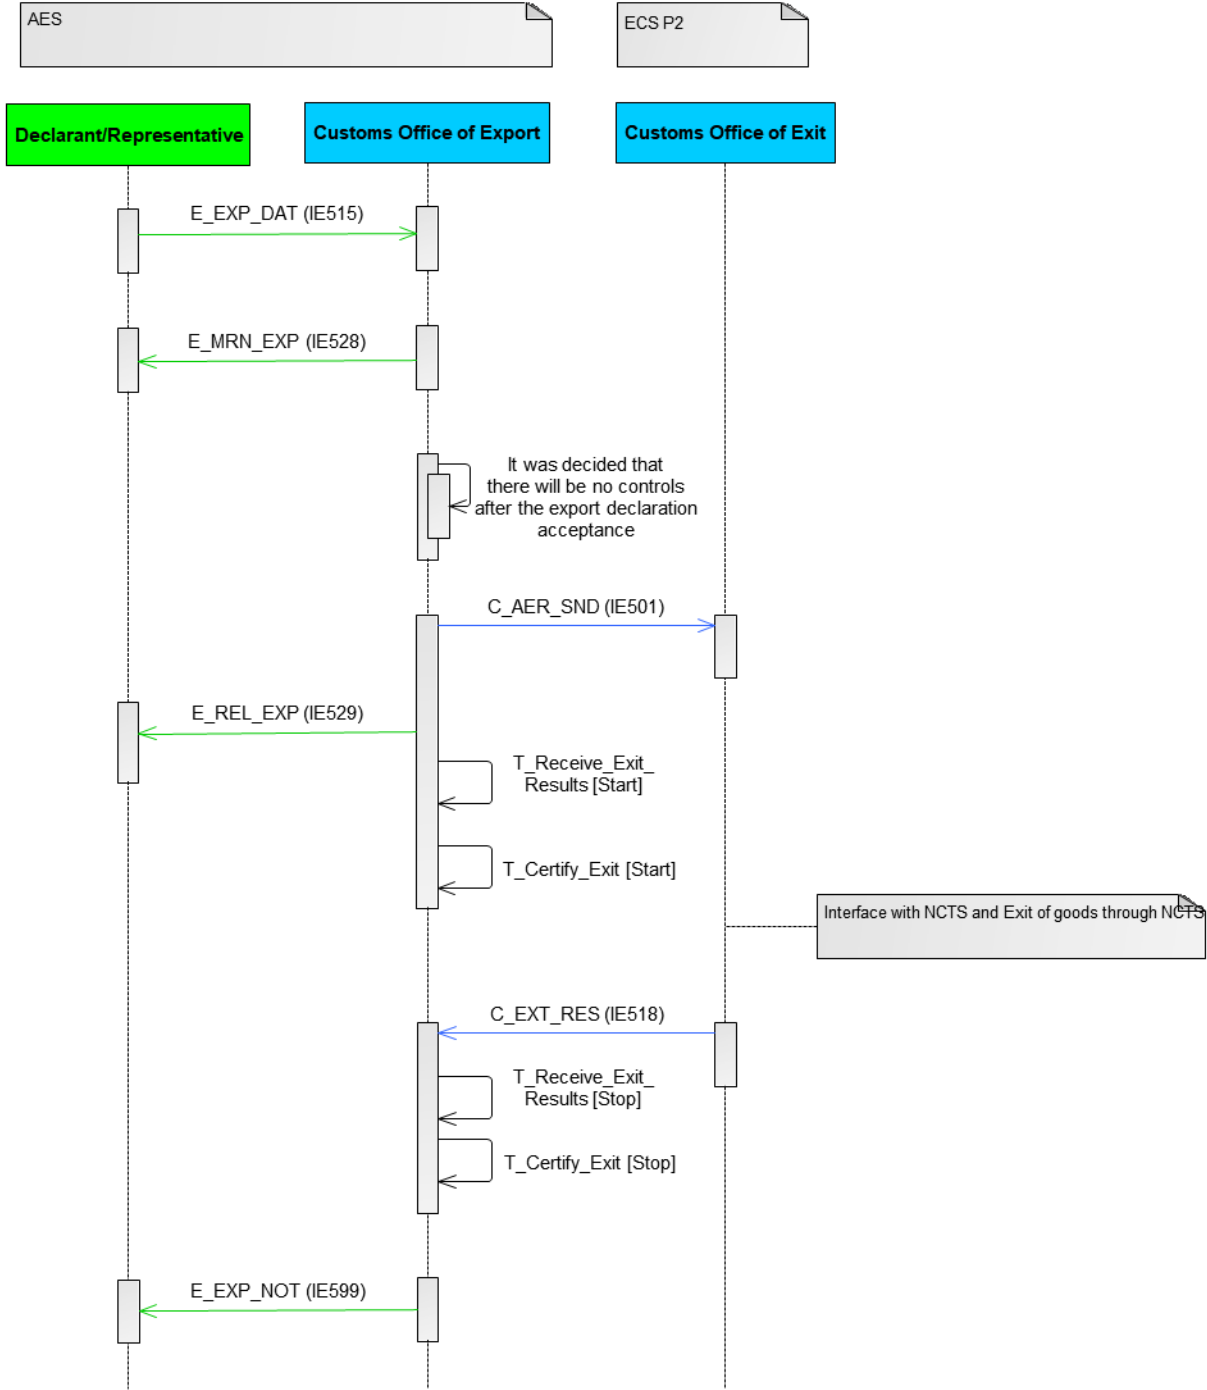 AES
ECS P2
Declarant/Representative
Customs Office of Export
Customs Office of Exit
E_EXP_DAT (IE515)
E_MRN_EXP (IE528)
It was decided that
there will be no controls
after the export declaration
acceptance
C_AER_SND (IE501)
E_REL_EXP (IE529)
T_Receive_Exit_
Results [Start]
T_Certify_Exit [Start]
Interface with NCTS and Exit of goods through NCTS
C_EXT_RES (IE518)
T_Receive_Exit_
Results [Stop]
T_Certify_Exit [Stop]
E_EXP_NOT (IE599)